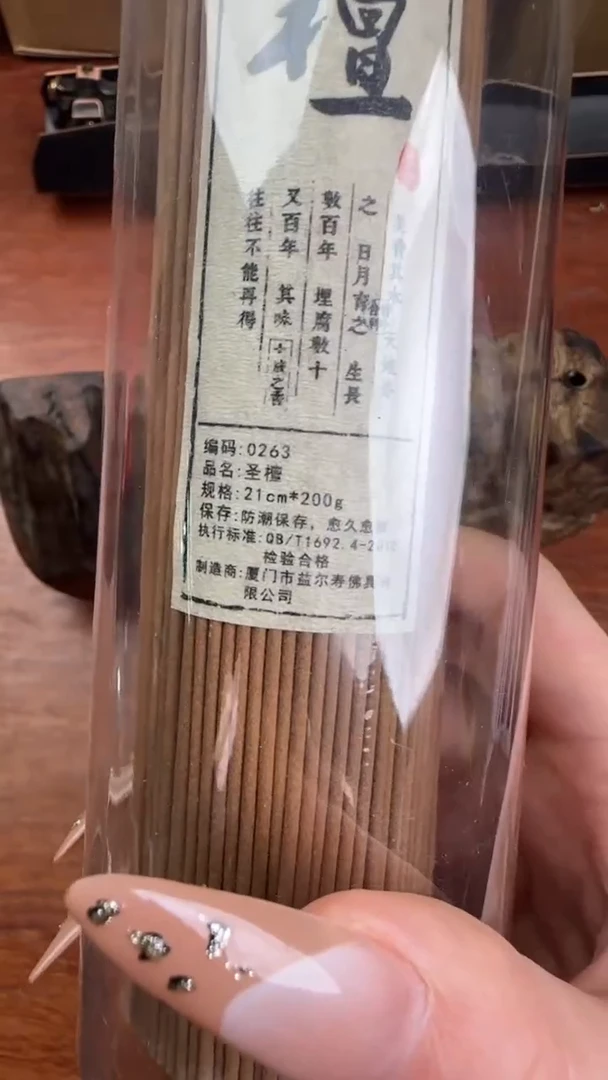 檀
之 日月育之 生長
數百年 埋腐數十
又百年 其味
之香
往往不能再得
编码:0263
品名:圣檀
规格:21cm*200g
保存:防潮保存，愈久愈
执行标准:QB/T1692.4-20
检验合格
制造商:厦门市益尔寿佛具
限公司